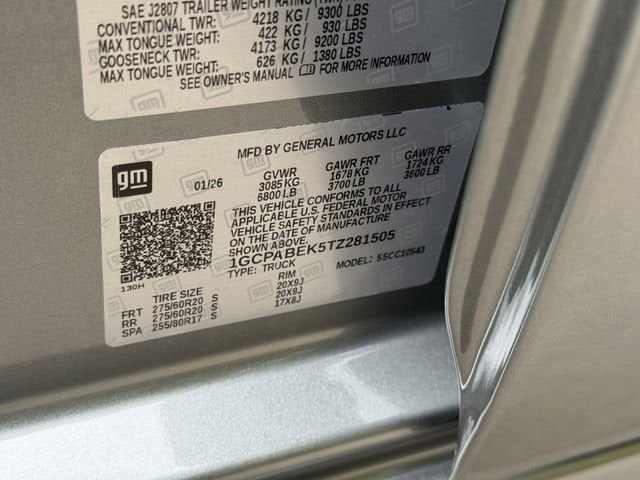 SAE J2807 TRAILER WEIGHT RATING (TWR)
CONVENTIONAL TWR: 4218 KG / 9300 LBS
MAX TONGUE WEIGHT: 422 KG / 930 LBS
GOOSENECK TWR: 4173 KG / 9200 LBS
MAX TONGUE WEIGHT: 626 KG / 1380 LBS
SEE OWNER'S MANUAL FOR MORE INFORMATION
MFD BY GENERAL MOTORS LLC
gm
01/26
GVWR GAWR FRT GAWR RR
3085 KG 1678 KG 1724 KG
6800 LB 3700 LB 3800 LB
THIS VEHICLE CONFORMS TO ALL
APPLICABLE U.S. FEDERAL MOTOR
VEHICLE SAFETY STANDARDS IN EFFECT
ON THE DATE OF MANUFACTURE
SHOWN ABOVE.
1GCPABEK5TZ281505
TYPE: TRUCK MODEL: 55CC10543
130H
TIRE SIZE RIM
FRT 275/60R20 S 20X9J
RR 275/60R20 S 20X9J
SPA 255/80R17 S 17X8J